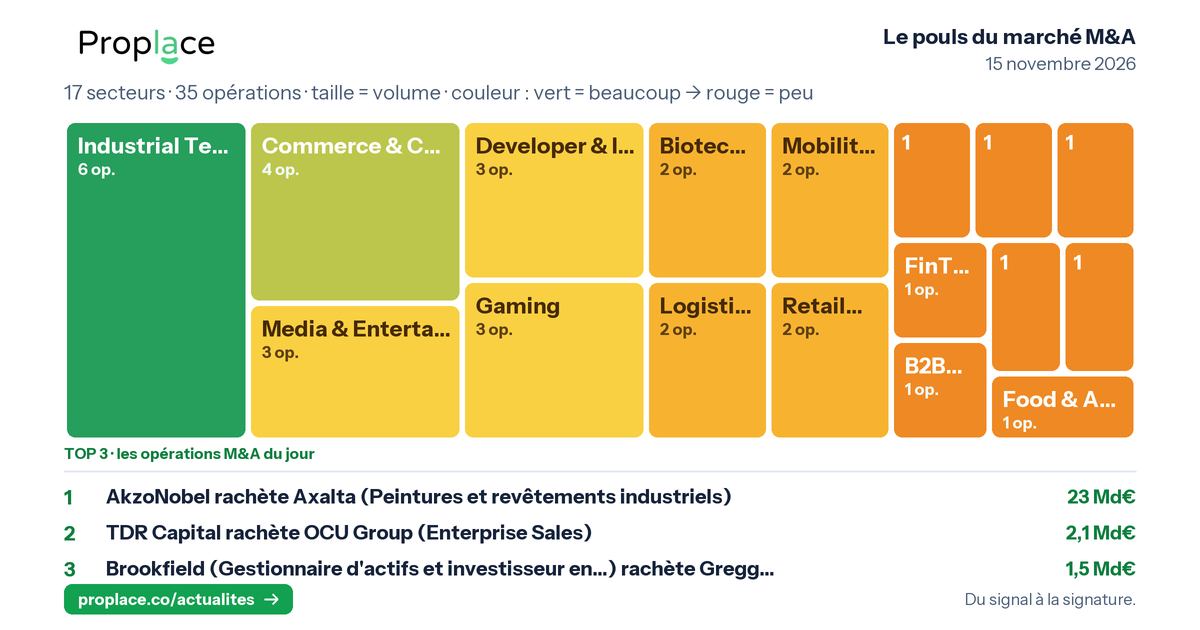 Proplace
Le pouls du marché M&A
15 novembre 2026
17 secteurs · 35 opérations · taille = volume · couleur : vert = beaucoup → rouge = peu
Industrial Te...
6 op.
Commerce & C...
4 op.
Media & Enterta...
3 op.
Developer & I...
3 op.
Gaming
3 op.
Biotec...
2 op.
Logisti...
2 op.
Mobilit...
2 op.
Retail...
2 op.
1
1
1
FinT...
1 op.
1
1
B2B...
1 op.
Food & A...
1 op.
TOP 3 · les opérations M&A du jour
1 AkzoNobel rachète Axalta (Peintures et revêtements industriels) 23 Md€
2 TDR Capital rachète OCU Group (Enterprise Sales) 2,1 Md€
3 Brookfield (Gestionnaire d'actifs et investisseur en...) rachète Gregg... 1,5 Md€
proplace.co/actualites →
Du signal à la signature.